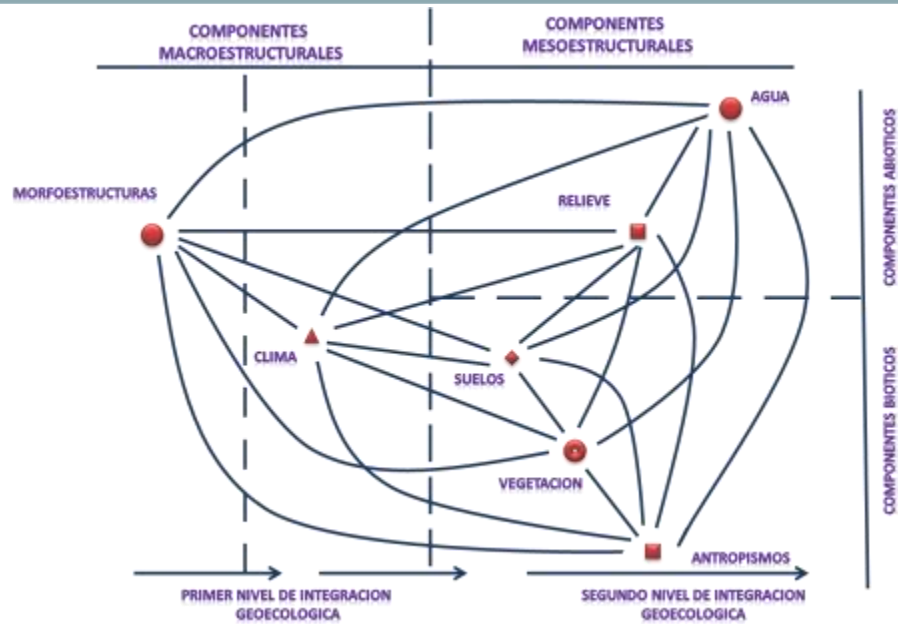 COMPONENTES
MACROESTRUCTURALES
COMPONENTES
MESOESTRUCTURALES
AGUA
COMPONENTES ABIOTICOS
MORFOESTRUCTURAS
RELIEVE
CLIMA
SUELOS
COMPONENTES BIOTICOS
VEGETACION
ANTROPISMOS
PRIMER NIVEL DE INTEGRACION
GEOECOLOGICA
SEGUNDO NIVEL DE INTEGRACION
GEOECOLOGICA